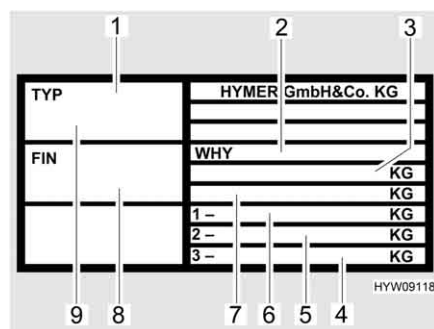 1 2 3
TYP HYMER GmbH&Co. KG
FIN WHY
KG
KG
1 – KG
2 – KG
3 – KG
HYW09118
9 8 7 6 5 4